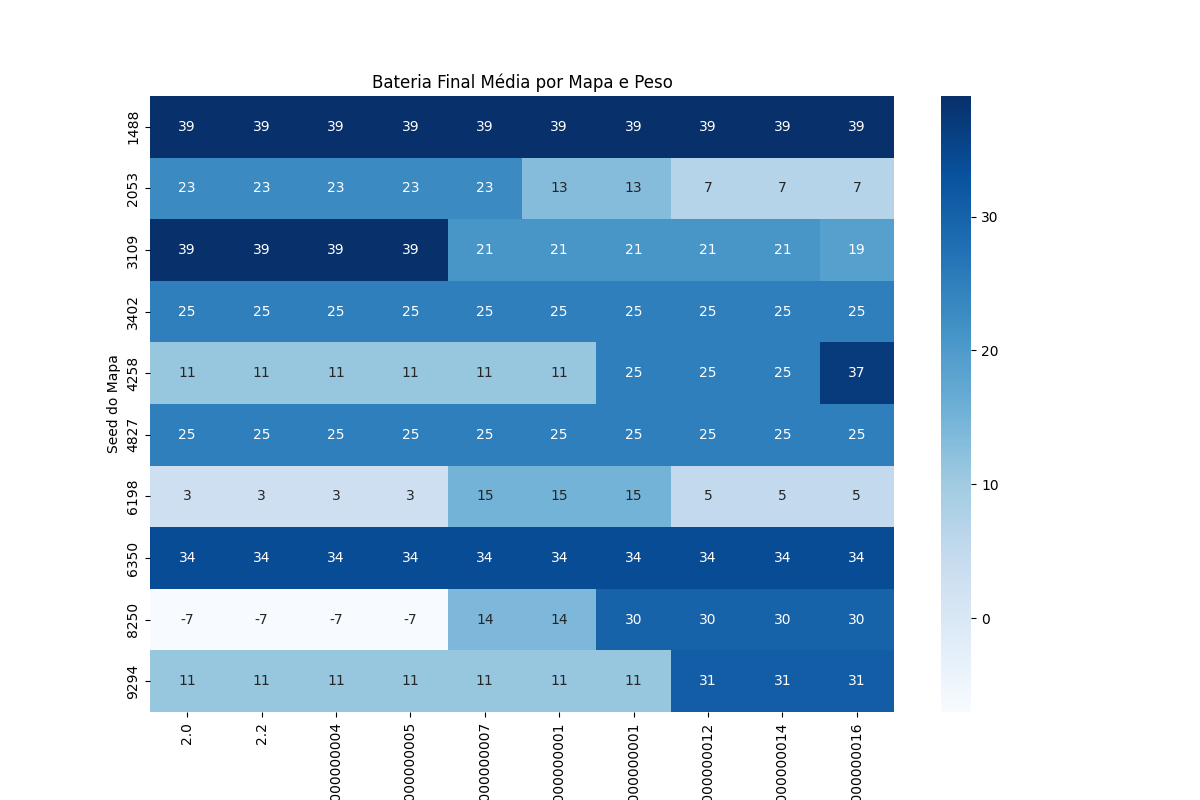 Bateria Final Média por Mapa e Peso
Seed do Mapa
1488 39 39 39 39 39 39 39 39 39 39
2053 23 23 23 23 23 13 13 7 7 7
3109 39 39 39 39 21 21 21 21 21 19
3402 25 25 25 25 25 25 25 25 25 25
4258 11 11 11 11 11 11 25 25 25 37
4827 25 25 25 25 25 25 25 25 25 25
6198 3 3 3 3 15 15 15 5 5 5
6350 34 34 34 34 34 34 34 34 34 34
8250 -7 -7 -7 -7 14 14 30 30 30 30
9294 11 11 11 11 11 11 11 31 31 31
2.0 2.2
30
20
10
0